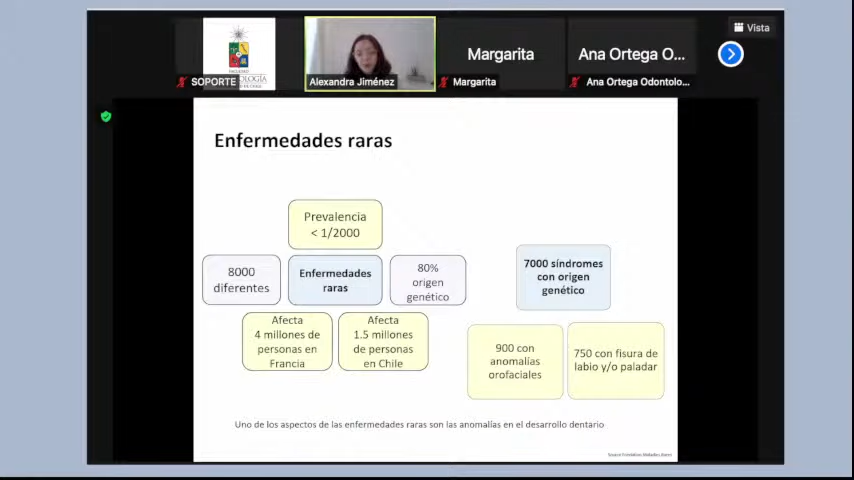 Vista
Margarita
Ana Ortega O...
FACULTAD
SOPORTE
Alexandra Jiménez
Margarita
Ana Ortega Odontolo...
Enfermedades raras
Prevalencia
< 1/2000
8000
diferentes
Enfermedades
raras
80%
origen
genético
7000 síndromes
con origen
genético
Afecta
4 millones de
personas en
Francia
Afecta
1.5 millones
de personas
en Chile
900 con
anomalías
orofaciales
750 con fisura de
labio y/o paladar
Uno de los aspectos de las enfermedades raras son las anomalías en el desarrollo dentario